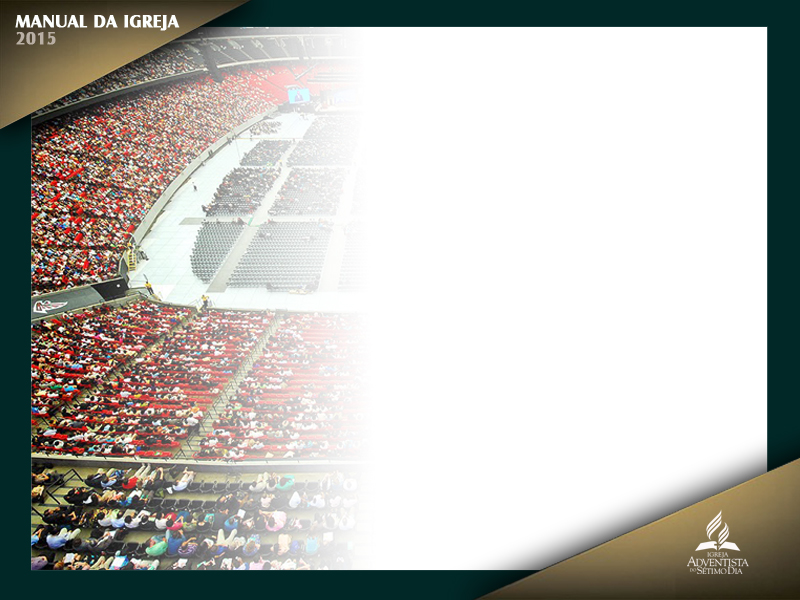 MANUAL DA IGREJA
2015
IGREJA
ADVENTISTA
DO SÉTIMO DIA